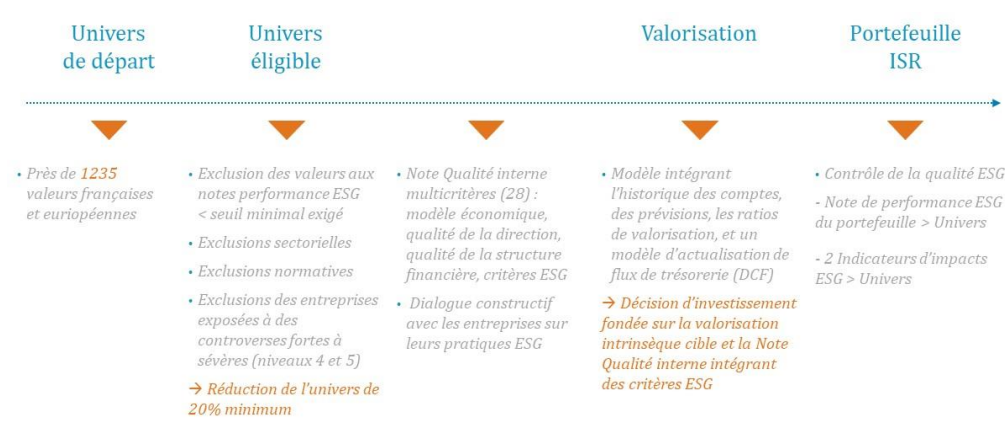 Univers
de départ
Univers
éligible
Valorisation
Portefeuille
ISR
• Près de 1235
valeurs françaises
et euriopéennes
• Exclusion des valeurs aux
notes performance ESG
< seuil minimal exigé
• Exclusions sectorielles
• Exclusions normatives
• Exclusions des entreprises
exposées à des
controverses fortes à
sévères (niveaux 4 et 5)
→ Réduction de l'univers de
20% minimum
• Note Qualité interne
multicritères (28) :
modèle économique,
qualité de la direction,
qualité de la structure
financière, critères ESG
• Dialogue constructif
avec les entreprises sur
leurs pratiques ESG
• Modèle intégrant
l'historique des comptes,
des prévisions, les ratios
de valorisation, et un
modèle d'actualisation de
flux de trésorerie (DCF)
→ Décision d'investissement
fondée sur la valorisation
intrinsèque cible et la Note
Qualité interne intégrant
des critères ESG
• Contrôle de la qualité ESG
- Note de performance ESG
du portefeuille > Univers
- 2 Indicateurs d'impacts
ESG > Univers